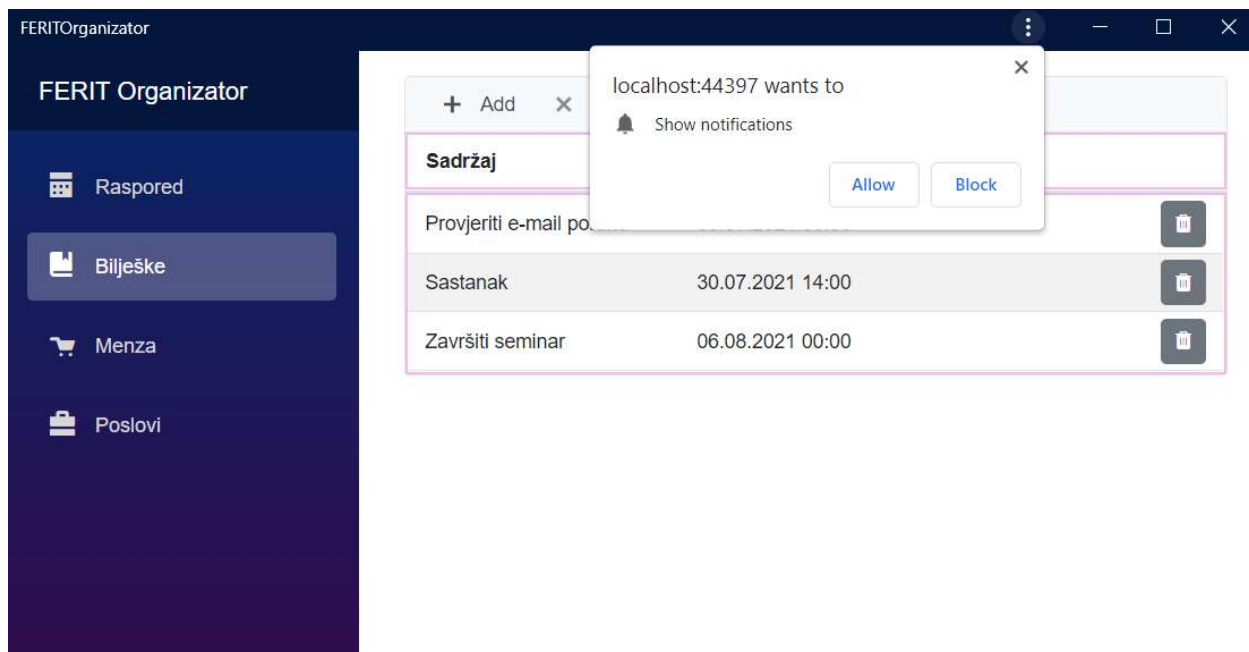 FERITOrganizator
FERIT Organizator
Raspored
Bilješke
Menza
Poslovi
+ Add
localhost:44397 wants to
Show notifications
Allow Block
Sadržaj
Provjeriti e-mail
Sastanak 30.07.2021 14:00
Završiti seminar 06.08.2021 00:00